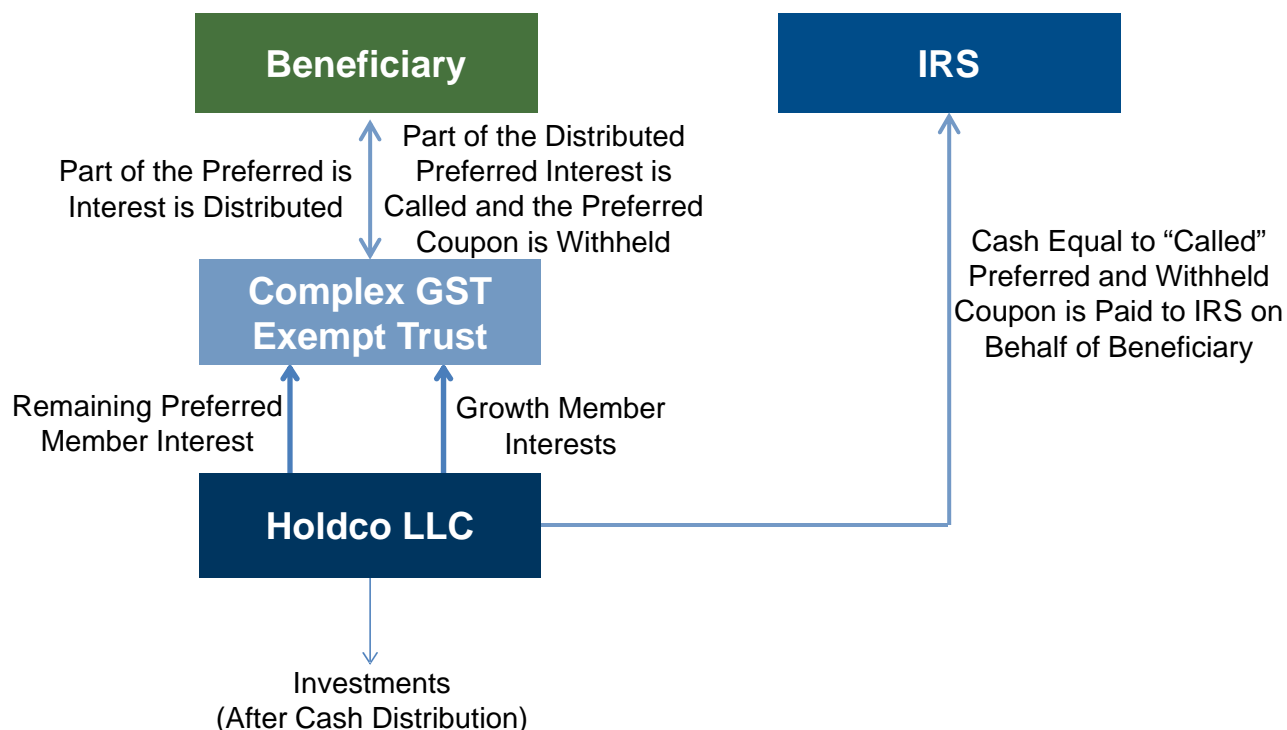 Beneficiary
IRS
Part of the Preferred is
Interest is Distributed
Part of the Distributed
Preferred Interest is
Called and the Preferred
Coupon is Withheld
Cash Equal to “Called”
Preferred and Withheld
Coupon is Paid to IRS on
Behalf of Beneficiary
Complex GST
Exempt Trust
Remaining Preferred
Member Interest
Growth Member
Interests
Holdco LLC
Investments
(After Cash Distribution)